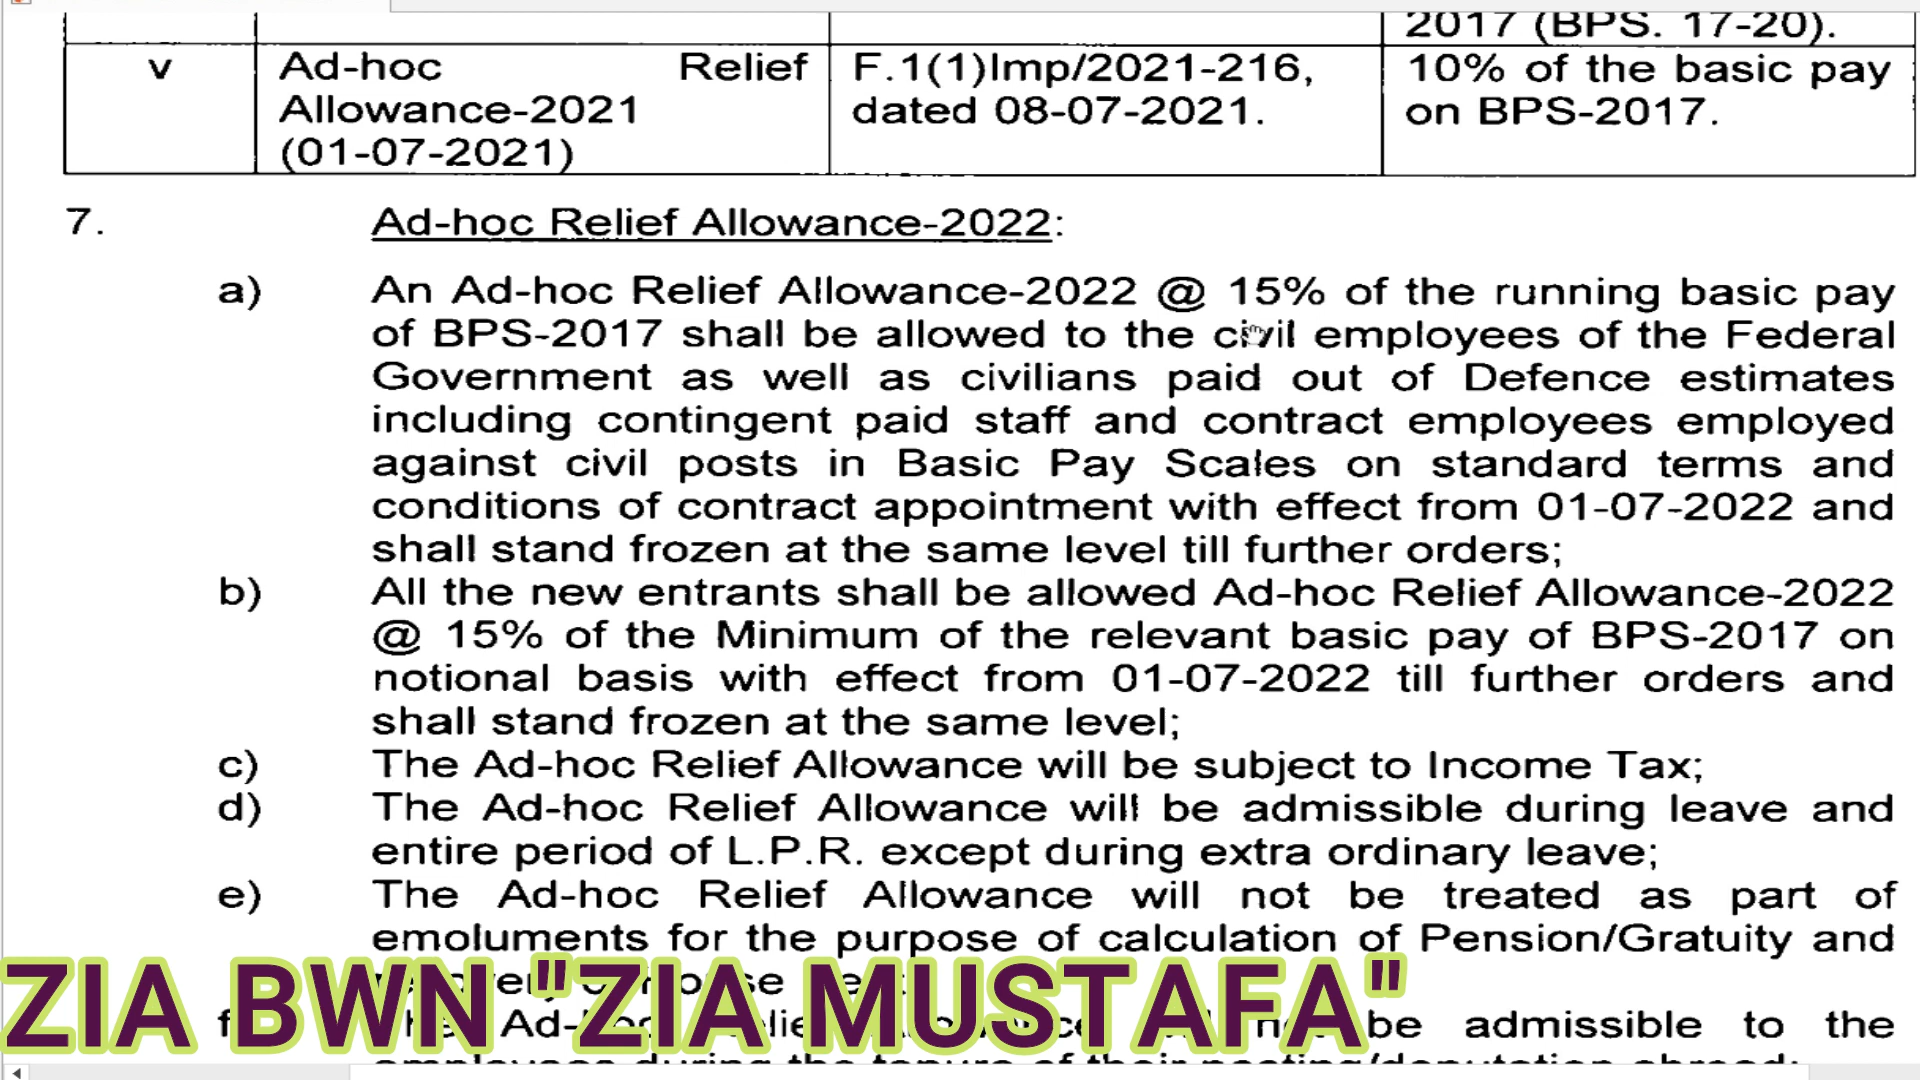 2017 (BPS. 17-20).
v Ad-hoc Relief F.1(1)Imp/2021-216, 10% of the basic pay
Allowance-2021 dated 08-07-2021. on BPS-2017.
(01-07-2021)
7. Ad-hoc Relief Allowance-2022:
a) An Ad-hoc Relief Allowance-2022 @ 15% of the running basic pay
of BPS-2017 shall be allowed to the civil employees of the Federal
Government as well as civilians paid out of Defence estimates
including contingent paid staff and contract employees employed
against civil posts in Basic Pay Scales on standard terms and
conditions of contract appointment with effect from 01-07-2022 and
shall stand frozen at the same level till further orders;
b) All the new entrants shall be allowed Ad-hoc Relief Allowance-2022
@ 15% of the Minimum of the relevant basic pay of BPS-2017 on
notional basis with effect from 01-07-2022 till further orders and
shall stand frozen at the same level;
c) The Ad-hoc Relief Allowance will be subject to Income Tax;
d) The Ad-hoc Relief Allowance will be admissible during leave and
entire period of L.P.R. except during extra ordinary leave;
e) The Ad-hoc Relief Allowance will not be treated as part of
emoluments for the purpose of calculation of Pension/Gratuity and
ZIA BWN "ZIA MUSTAFA"
be admissible to the
employees during the tenure of their posting/deputation abroad;